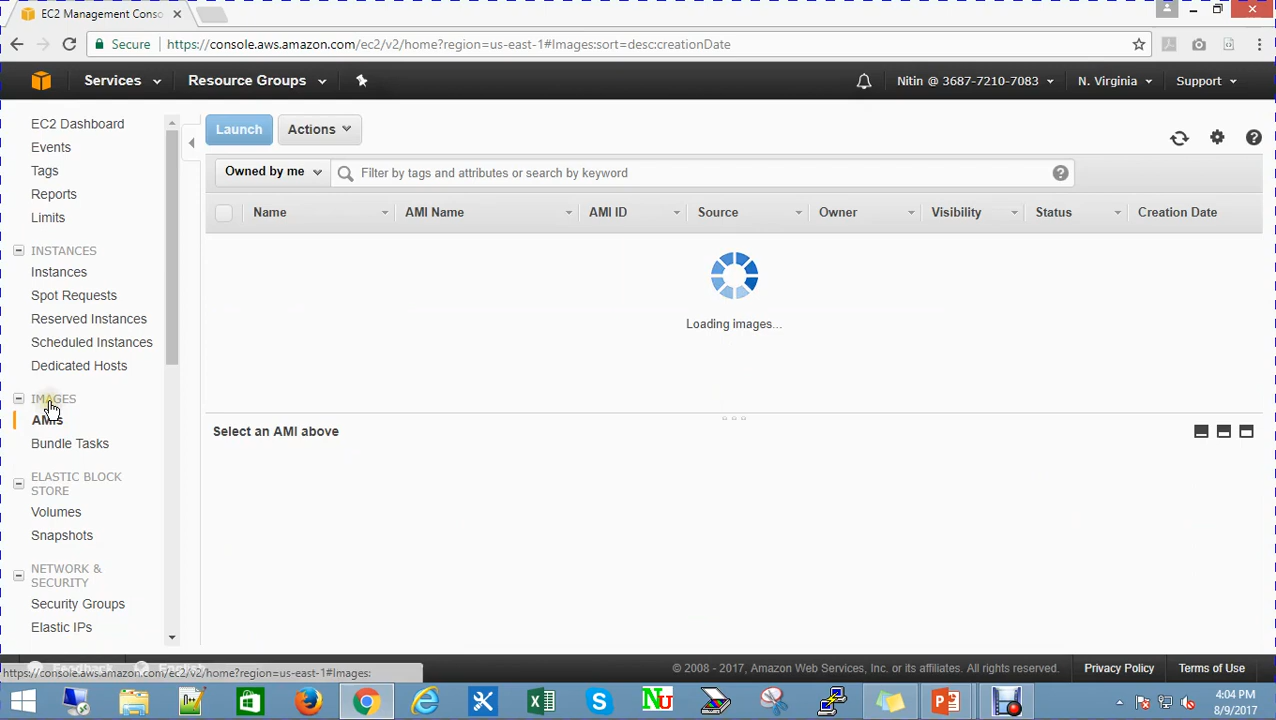 EC2 Management Conso
Secure https://console.aws.amazon.com/ec2/v2/home?region=us-east-1#Images:sort=desc:creationDate
Services Resource Groups Nitin @ 3687-7210-7083 N. Virginia Support
EC2 Dashboard
Events
Tags
Reports
Limits
INSTANCES
Instances
Spot Requests
Reserved Instances
Scheduled Instances
Dedicated Hosts
IMAGES
AMIs
Bundle Tasks
ELASTIC BLOCK
STORE
Volumes
Snapshots
NETWORK &
SECURITY
Security Groups
Elastic IPs
Launch Actions
Owned by me Filter by tags and attributes or search by keyword
Name AMI Name AMI ID Source Owner Visibility Status Creation Date
Loading images...
Select an AMI above
https://console.aws.amazon.com/ec2/v2/home?region=us-east-1#Images:
© 2008 - 2017, Amazon Web Services, Inc. or its affiliates. All rights reserved. Privacy Policy Terms of Use
4:04 PM
8/9/2017